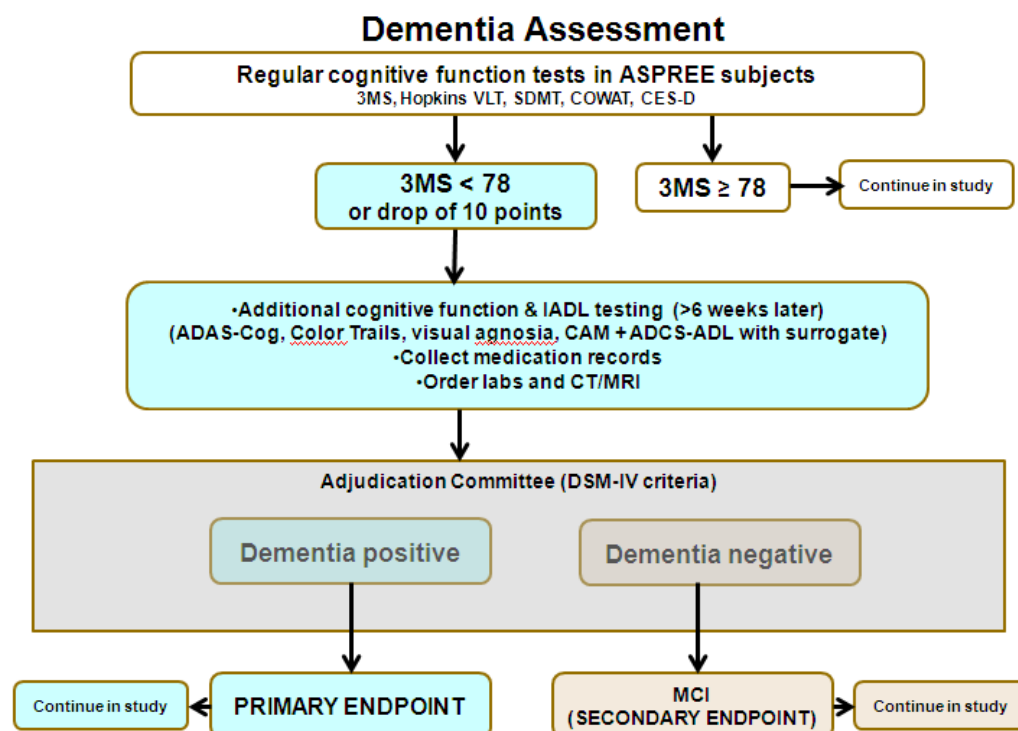 Dementia Assessment
Regular cognitive function tests in ASPREE subjects
3MS, Hopkins VLT, SDMT, COWAT, CES-D
3MS < 78
or drop of 10 points
3MS ≥ 78
Continue in study
•Additional cognitive function & IADL testing (>6 weeks later)
(ADAS-Cog, Color Trails, visual agnosia, CAM + ADCS-ADL with surrogate)
•Collect medication records
•Order labs and CT/MRI
Adjudication Committee (DSM-IV criteria)
Dementia positive
Dementia negative
Continue in study
PRIMARY ENDPOINT
MCI
(SECONDARY ENDPOINT)
Continue in study